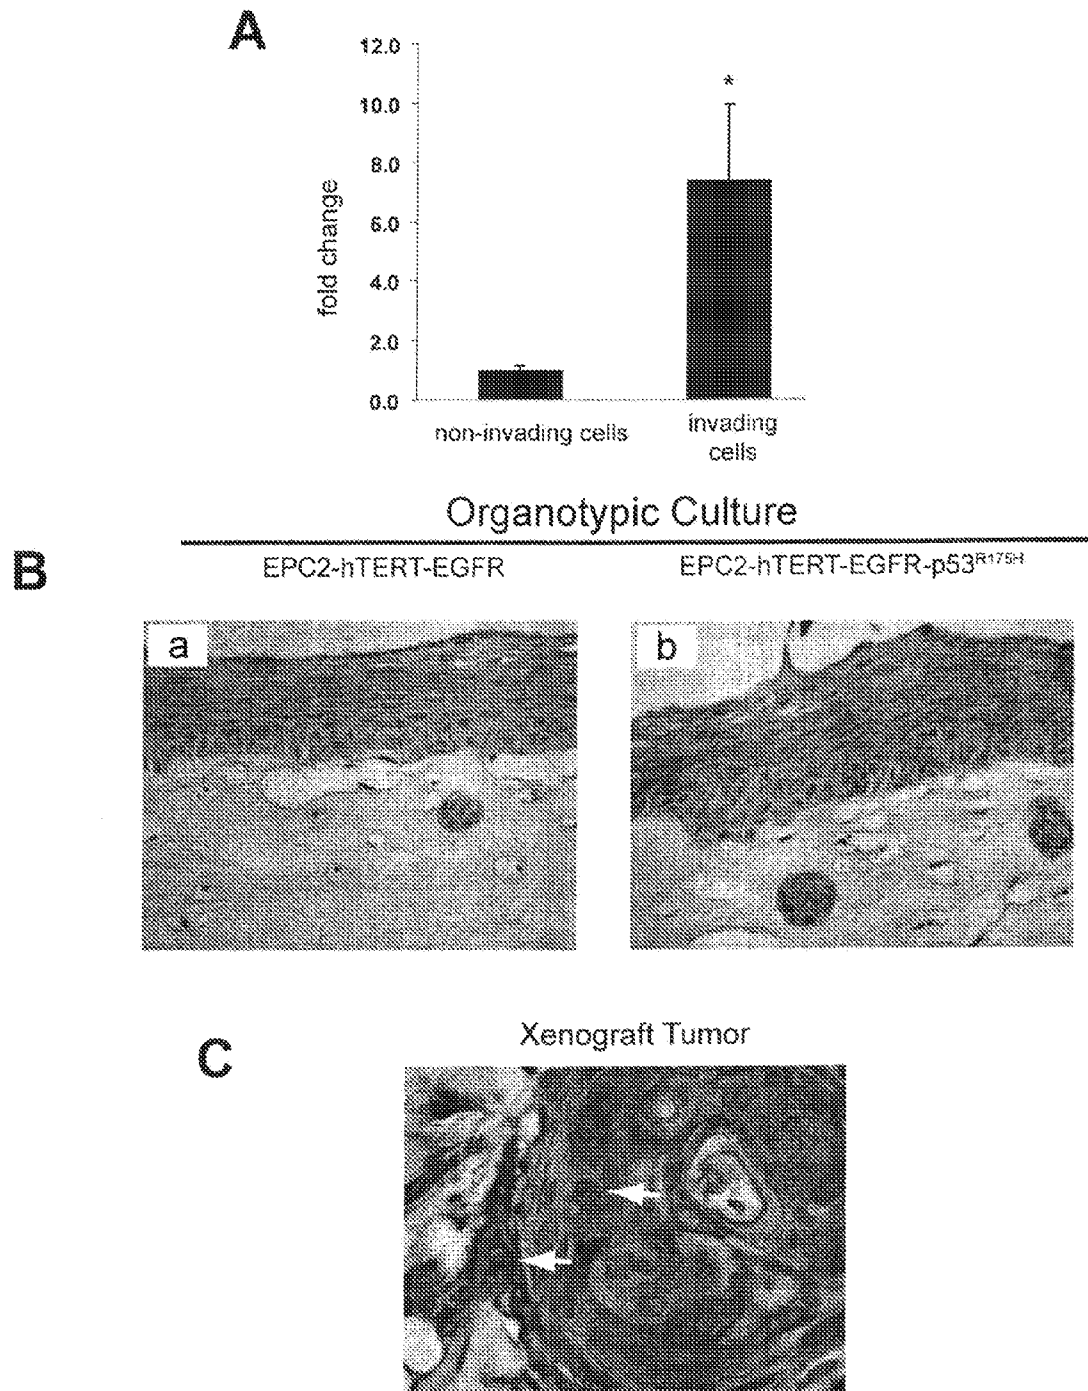 A
12.0
10.0
8.0
6.0
4.0
2.0
0.0
fold change
*
non-invading cells
invading
cells
Organotypic Culture
B
EPC2-hTERT-EGFR
EPC2-hTERT-EGFR-p53R175H
a
b
C
Xenograft Tumor